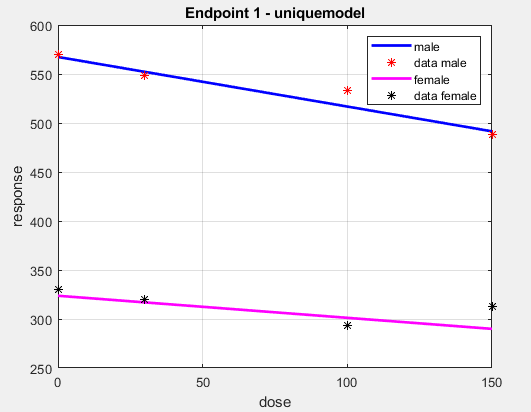 Endpoint 1 - uniquemodel
600
550
500
450
400
350
300
250
response
0
50
100
150
dose
male
data male
female
data female